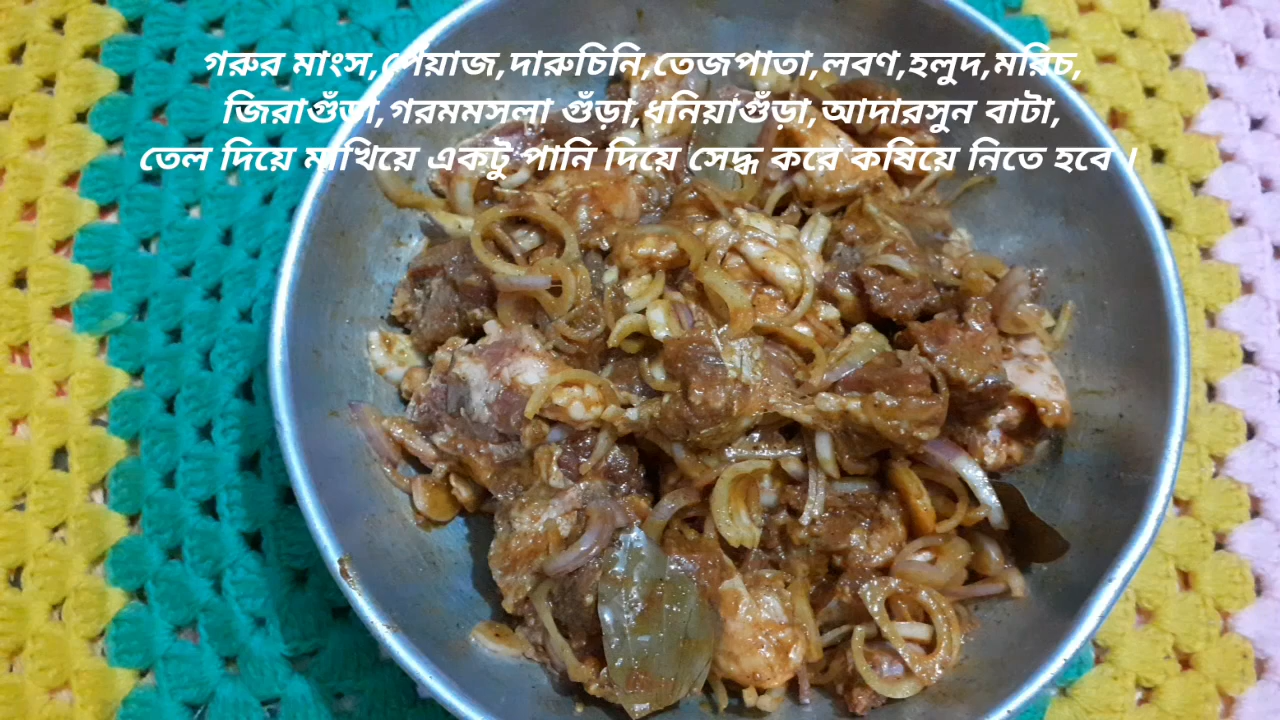 গরুর মাংস,পেঁয়াজ,দারুচিনি,তেজপাতা,লবণ,হলুদ,মরিচ,
জিরাগুঁড়া,গরমমসলা গুঁড়া,ধনিয়াগুঁড়া,আদারসুন বাটা,
তেল দিয়ে মাখিয়ে একটু পানি দিয়ে সেদ্ধ করে কষিয়ে নিতে হবে ।